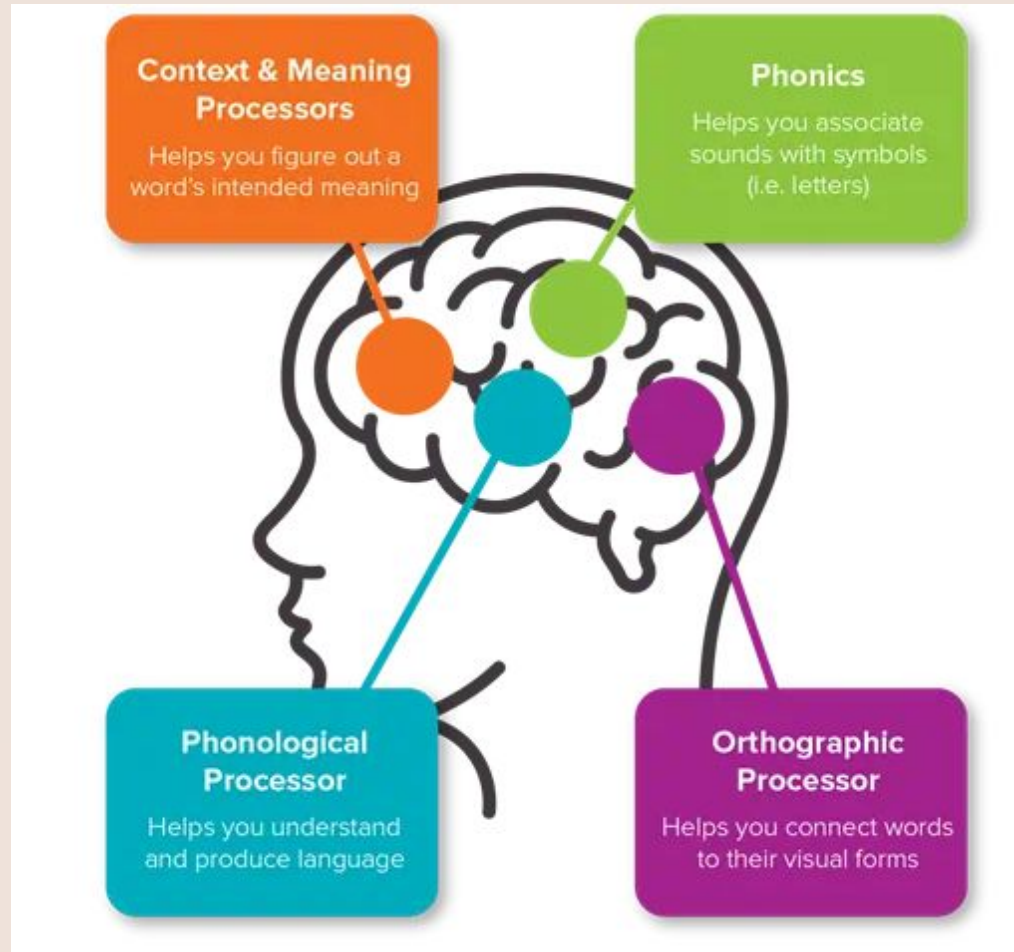 Context & Meaning
Processors
Helps you figure out a
word's intended meaning
Phonics
Helps you associate
sounds with symbols
(i.e. letters)
Phonological
Processor
Helps you understand
and produce language
Orthographic
Processor
Helps you connect words
to their visual forms